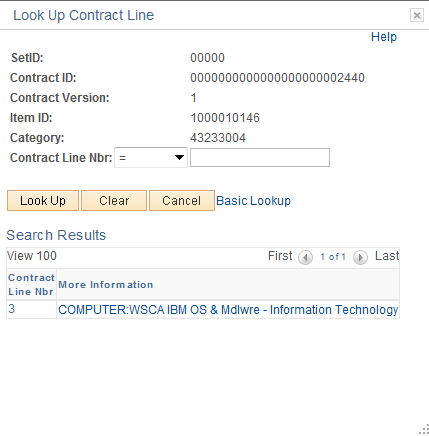 Look Up Contract Line
Help
SetID: 00000
Contract ID: 0000000000000000000002440
Contract Version: 1
Item ID: 1000010146
Category: 43233004
Contract Line Nbr: =
Look Up Clear Cancel Basic Lookup
Search Results
View 100 First 1 of 1 Last
Contract Line Nbr More Information
3 COMPUTER:WSCA IBM OS & Mdlwre - Information Technology